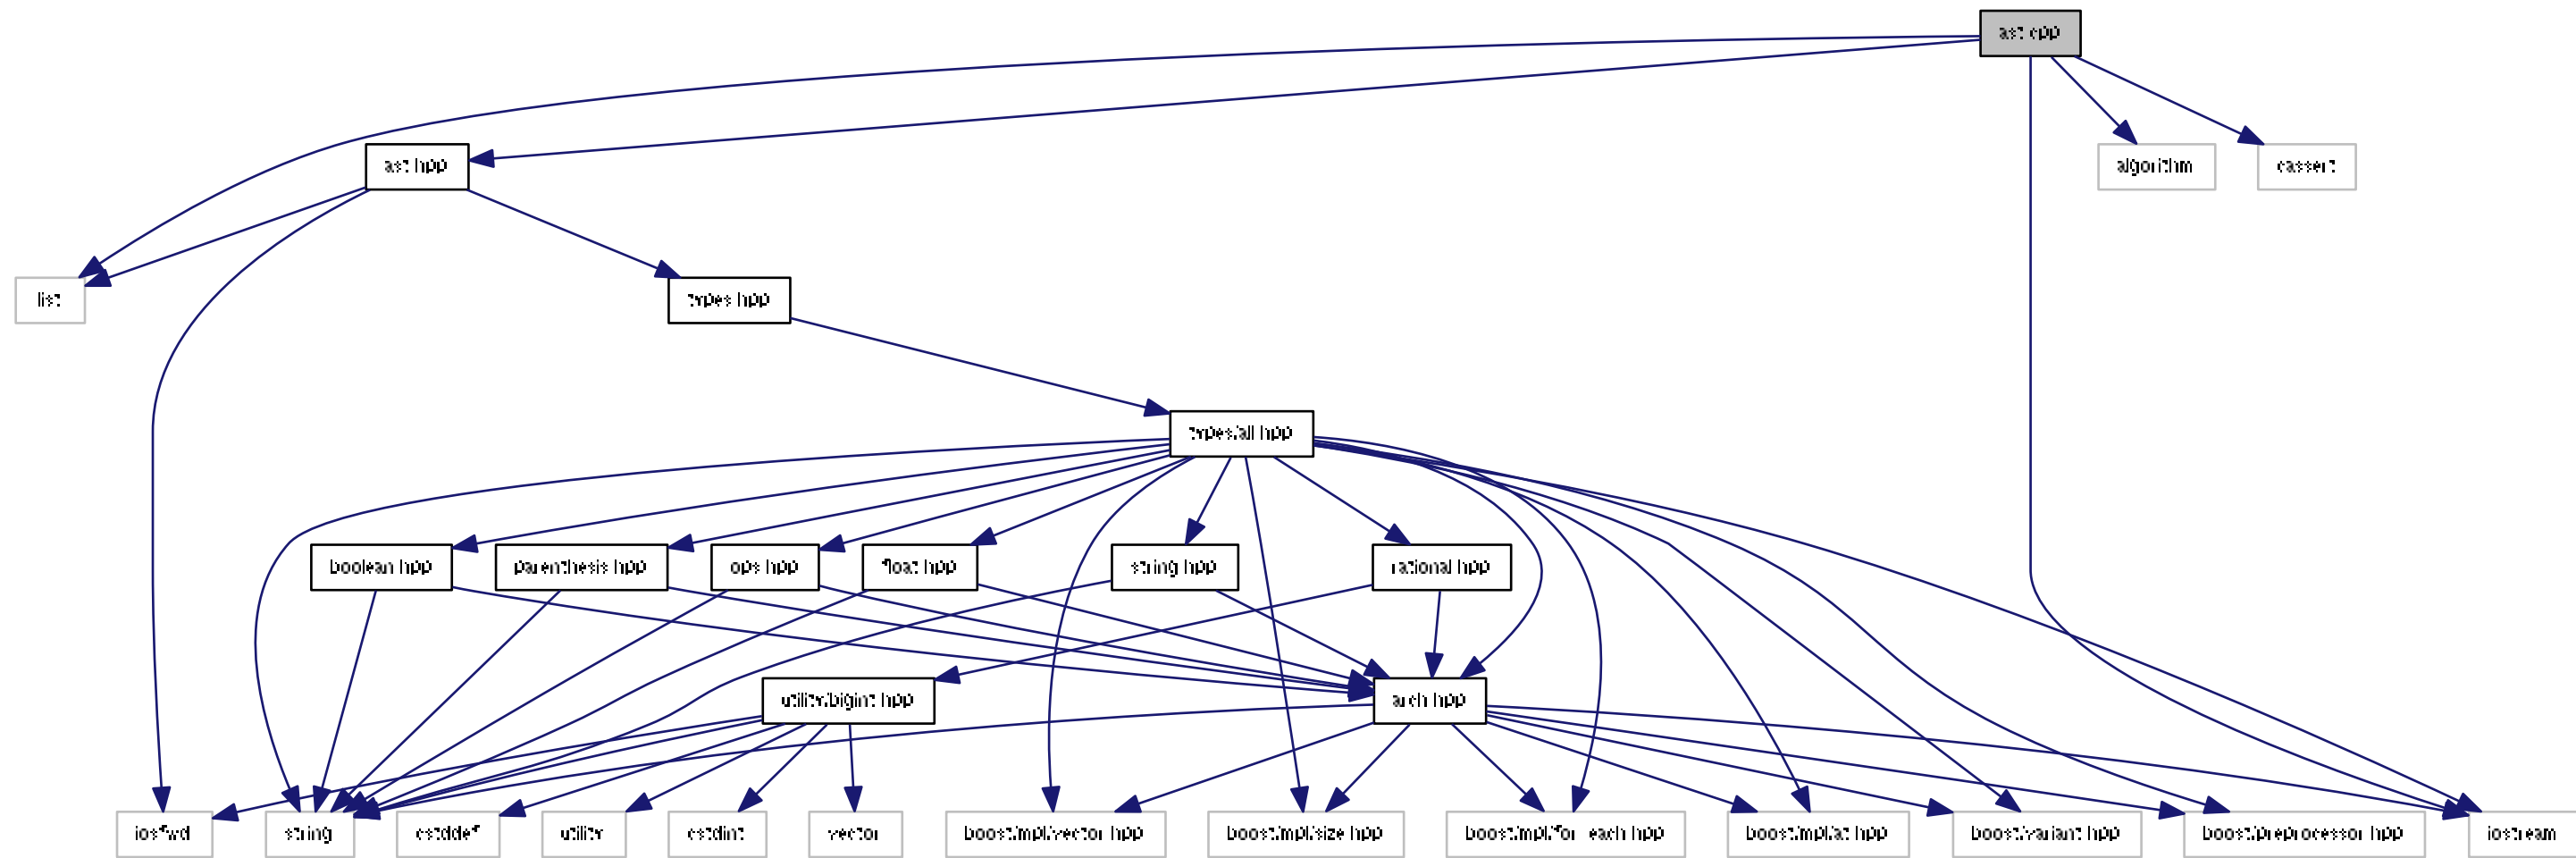 ast.cpp
ast.hpp
algorithm
cassert
list
types.hpp
types/all.hpp
boolean.hpp
parenthesis.hpp
ops.hpp
float.hpp
string.hpp
rational.hpp
utility/bigint.hpp
arch.hpp
iosfwd
string
cstddef
utility
cstdint
vector
boost/mpl/vector.hpp
boost/mpl/size.hpp
boost/mpl/for_each.hpp
boost/mpl/at.hpp
boost/variant.hpp
boost/preprocessor.hpp
iostream